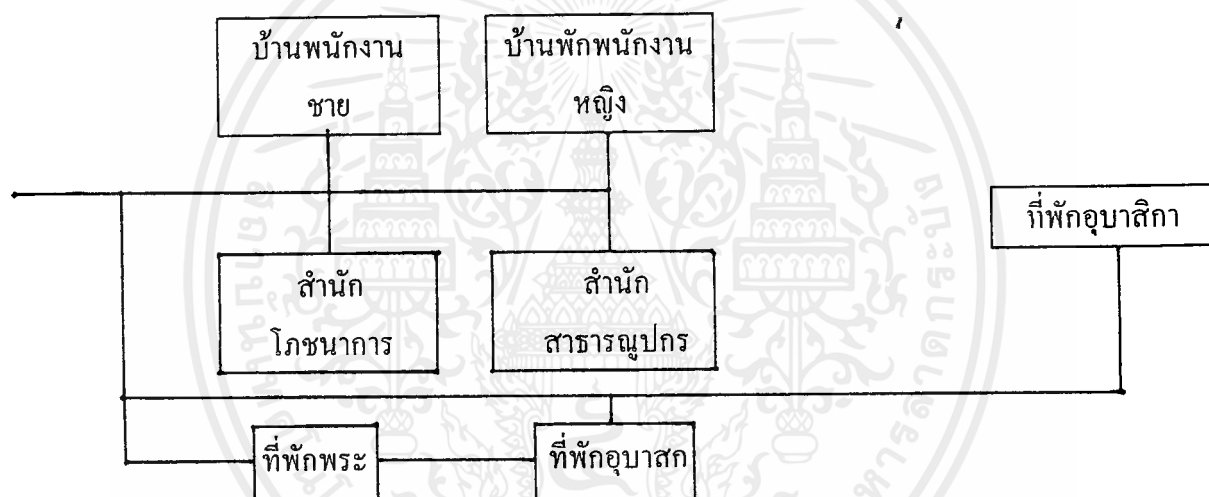 บ้านพนักงาน
ชาย
บ้านพักพนักงาน
หญิง
ที่พักอุบาสิกา
สำนัก
โภชนาการ
สำนัก
สาธารณูปกร
ที่พักพระ
ที่พักอุบาสก